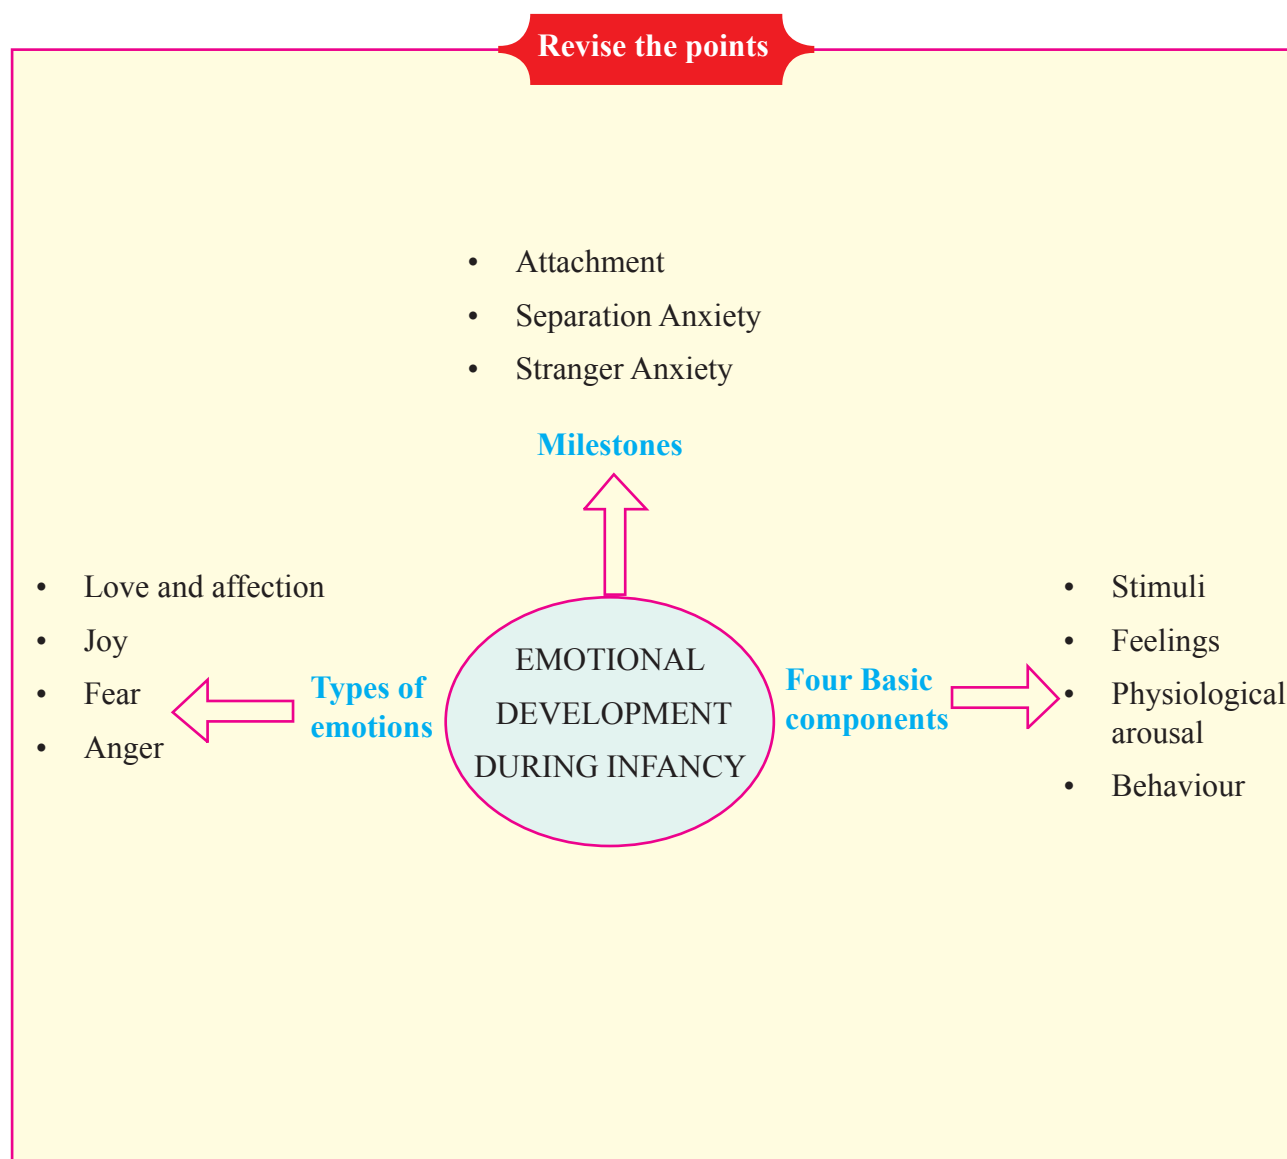 Revise the points
• Attachment
• Separation Anxiety
• Stranger Anxiety
Milestones
• Love and affection
• Joy
• Fear
• Anger
Types of
emotions
EMOTIONAL
DEVELOPMENT
DURING INFANCY
Four Basic
components
• Stimuli
• Feelings
• Physiological
arousal
• Behaviour